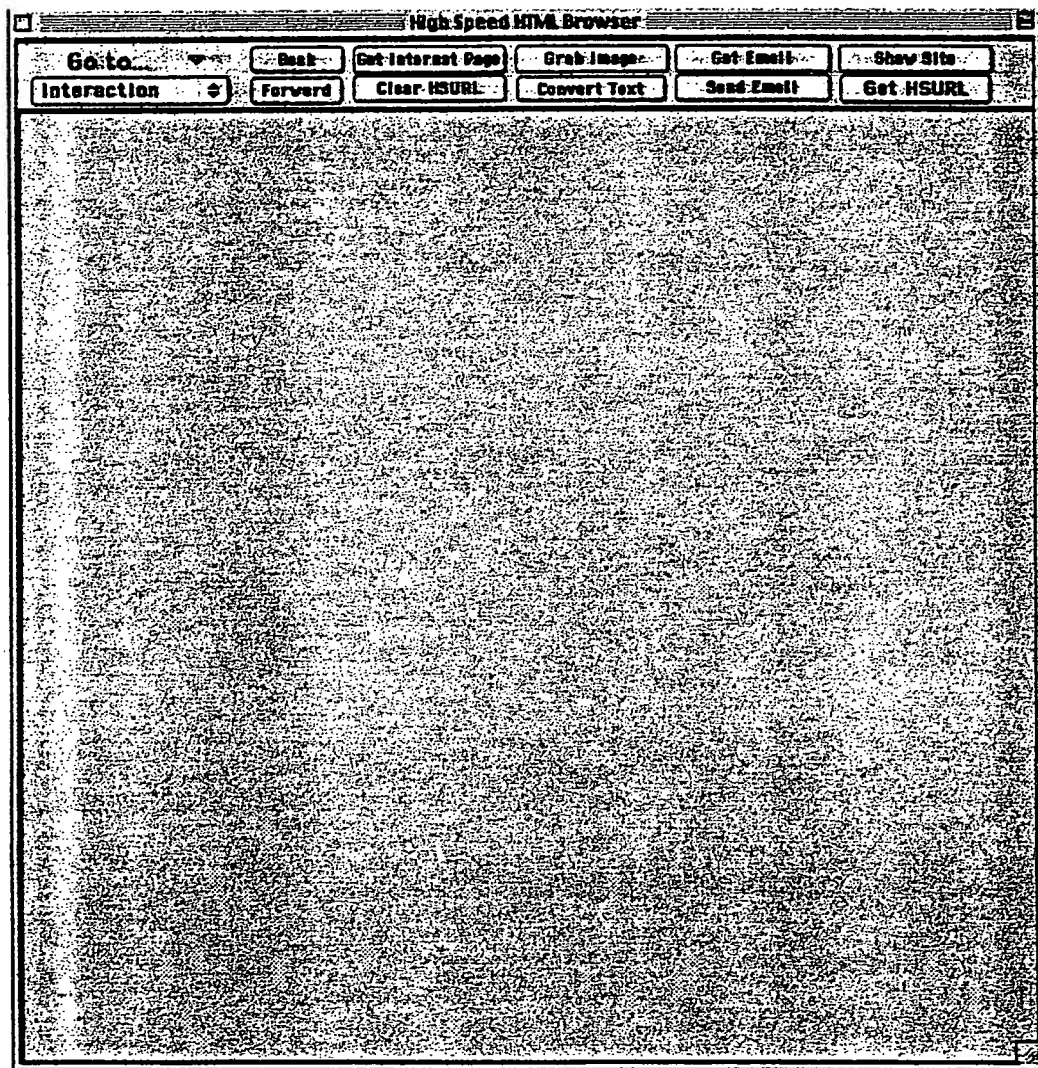 High Speed HTML Browser
Go to... Back Get Internet Page Grab Image Get Email Show Site
Interaction Forward Clear HSURL Convert Text Send Email Get HSURL